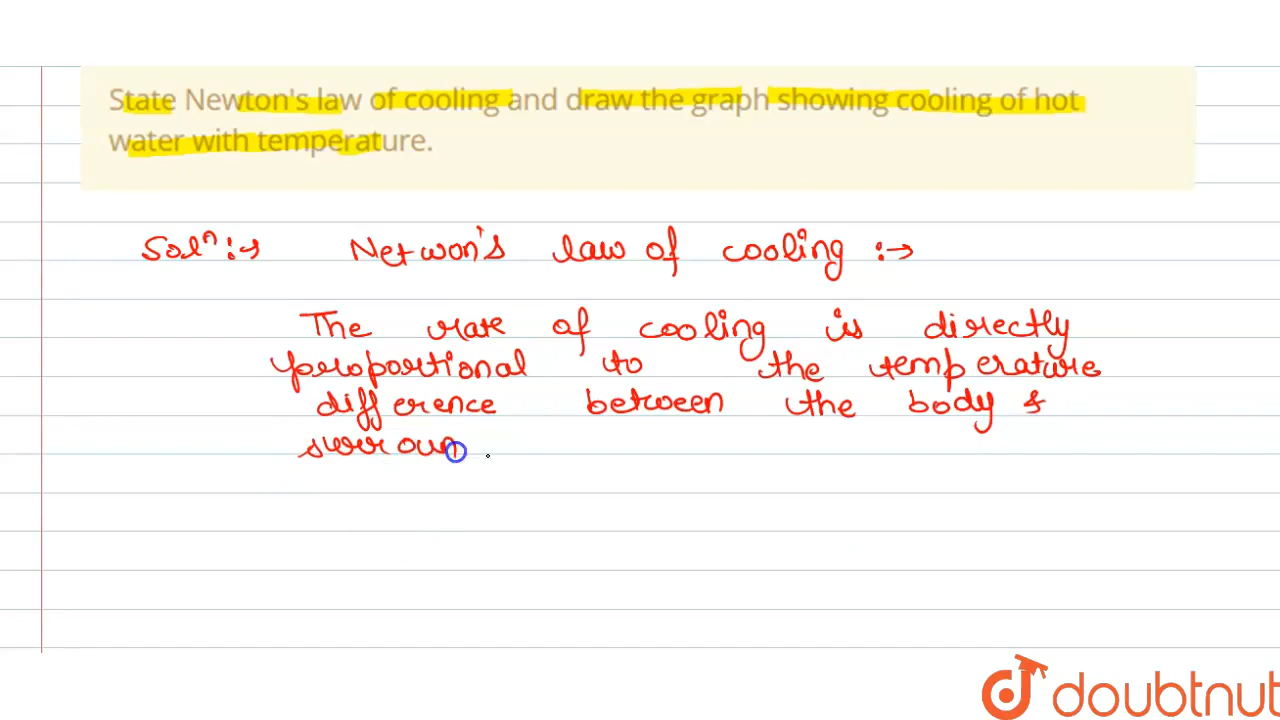 State Newton's law of cooling and draw the graph showing cooling of hot
water with temperature.
Solⁿ :→ Netwon's law of cooling :→
The rate of cooling is directly
proportional to the temperature
difference between the body &
surroun
doubtnut